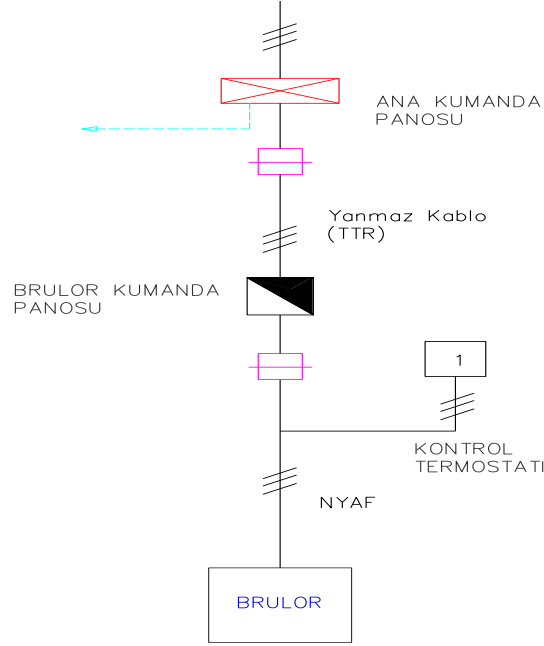 ANA KUMANDA
PANOSU
Yanmaz Kablo
(TTR)
BRULOR KUMANDA
PANOSU
1
KONTROL
TERMOSTATI
NYAF
BRULOR